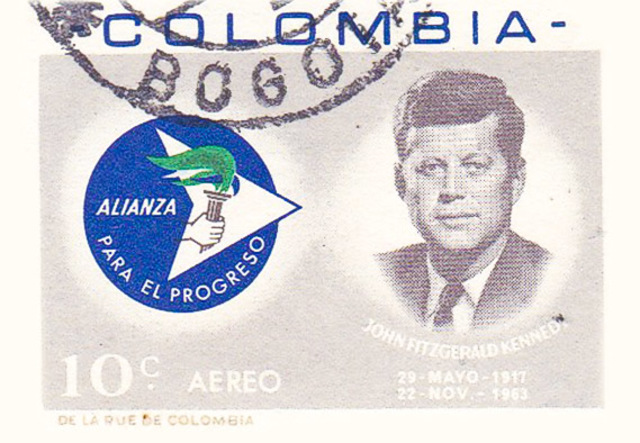 -COLOMBIA-
BOGO
ALIANZA
PARA EL PROGRESO
JOHN FITZGERALD KENNEDY
29-MAYO-1917
22-NOV.-1963
10c. AEREO
DE LA RUE DE COLOMBIA